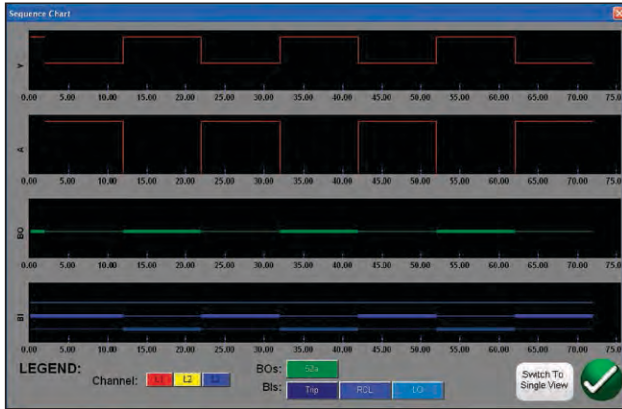 Sequence Chart
V
0.00 5.00 10.00 15.00 20.00 25.00 30.00 35.00 40.00 45.00 50.00 55.00 60.00 65.00 70.00 75.0
A
0.00 5.00 10.00 15.00 20.00 25.00 30.00 35.00 40.00 45.00 50.00 55.00 60.00 65.00 70.00 75.0
BO
0.00 5.00 10.00 15.00 20.00 25.00 30.00 35.00 40.00 45.00 50.00 55.00 60.00 65.00 70.00 75.0
BI
0.00 5.00 10.00 15.00 20.00 25.00 30.00 35.00 40.00 45.00 50.00 55.00 60.00 65.00 70.00 75.0
LEGEND:
Channel: L1 L2
BOs: 52a
BIs: Trip RCL LO
Switch To
Single View